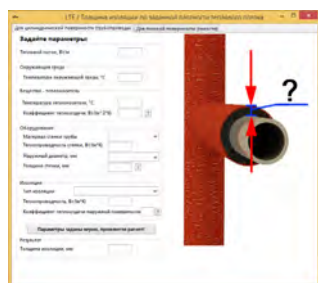 LTE / Толщина изоляции по заданной плотности теплового потока
Для цилиндрической поверхности (трубопровода)
Для плоской поверхности (емкости)
Задайте параметры:
Тепловой поток, Вт/м
Окружающая среда
Температура окружающей среды, °C
Вещество - теплоноситель
Температура теплоносителя, °C
Коэффициент теплоотдачи, Вт/(м^2*K)
?
Оборудование
Материал стенки трубы
Теплопроводность стенки, Вт/(м*K)
Наружный диаметр, мм
Толщина стенки, мм
?
Изоляция
Тип изоляции
Теплопроводность, Вт/(м*K)
Коэффициент теплоотдачи наружной поверхности
?
Параметры заданы верно, произвести расчет!
Результат
Толщина изоляции, мм
?